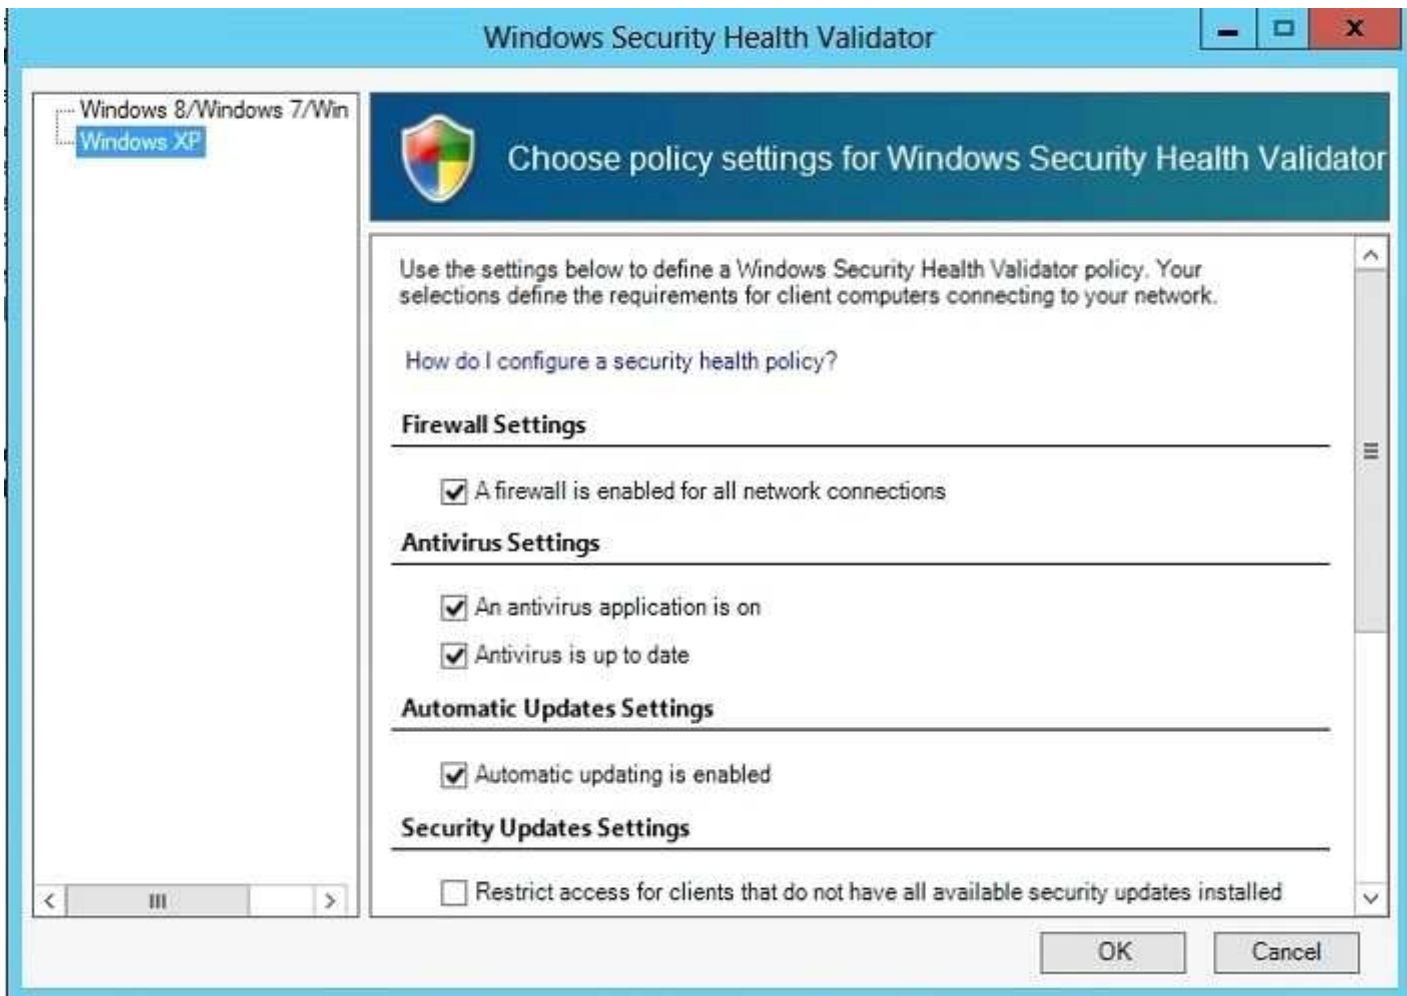 Windows Security Health Validator
Windows 8/Windows 7/Win
Windows XP
Choose policy settings for Windows Security Health Validator
Use the settings below to define a Windows Security Health Validator policy. Your
selections define the requirements for client computers connecting to your network.
How do I configure a security health policy?
Firewall Settings
A firewall is enabled for all network connections
Antivirus Settings
An antivirus application is on
Antivirus is up to date
Automatic Updates Settings
Automatic updating is enabled
Security Updates Settings
Restrict access for clients that do not have all available security updates installed
OK
Cancel